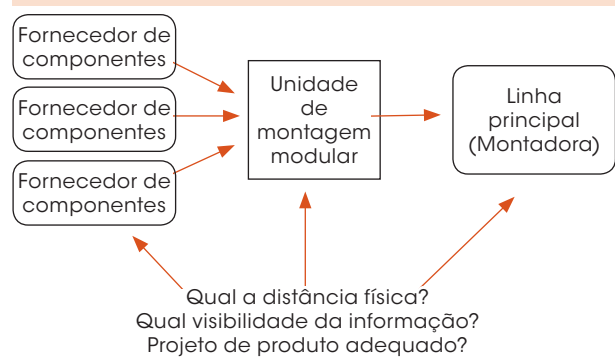 Fornecedor de
componentes
Fornecedor de
componentes
Fornecedor de
componentes
Unidade
de
montagem
modular
Linha
principal
(Montadora)
Qual a distância física?
Qual visibilidade da informação?
Projeto de produto adequado?